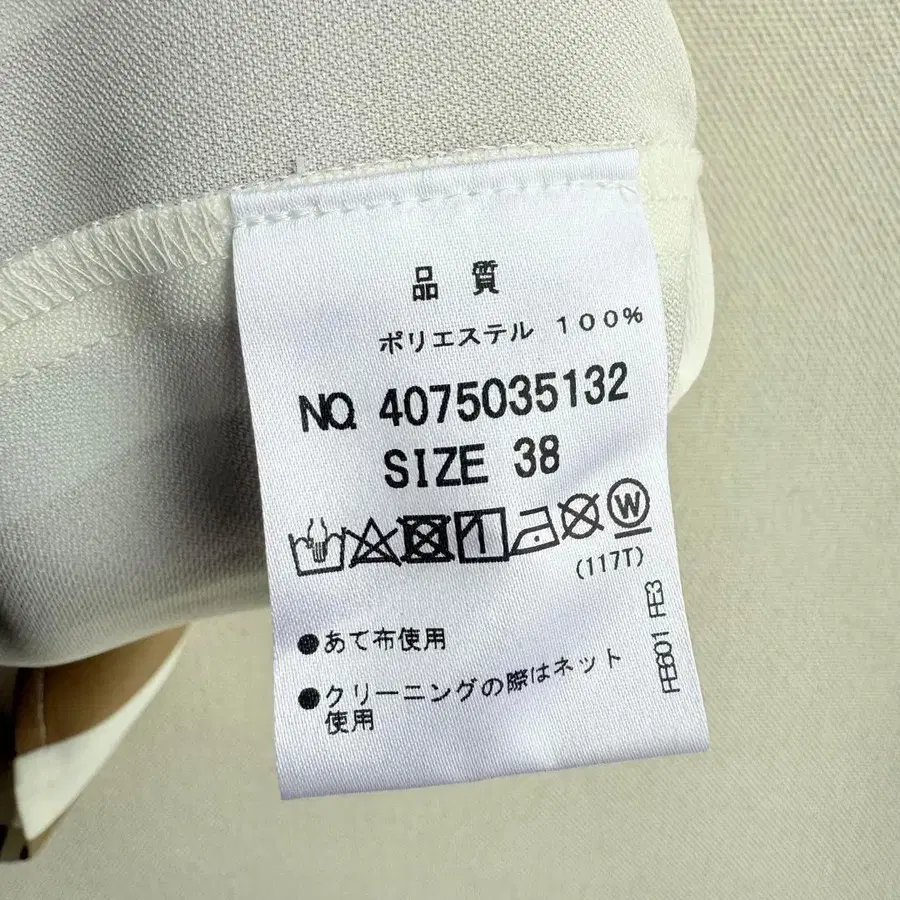 品質
ポリエステル 100%
NO. 4075035132
SIZE 38
W
(117T)
●あて布使用
●クリーニングの際はネット
使用
FE601 FE3